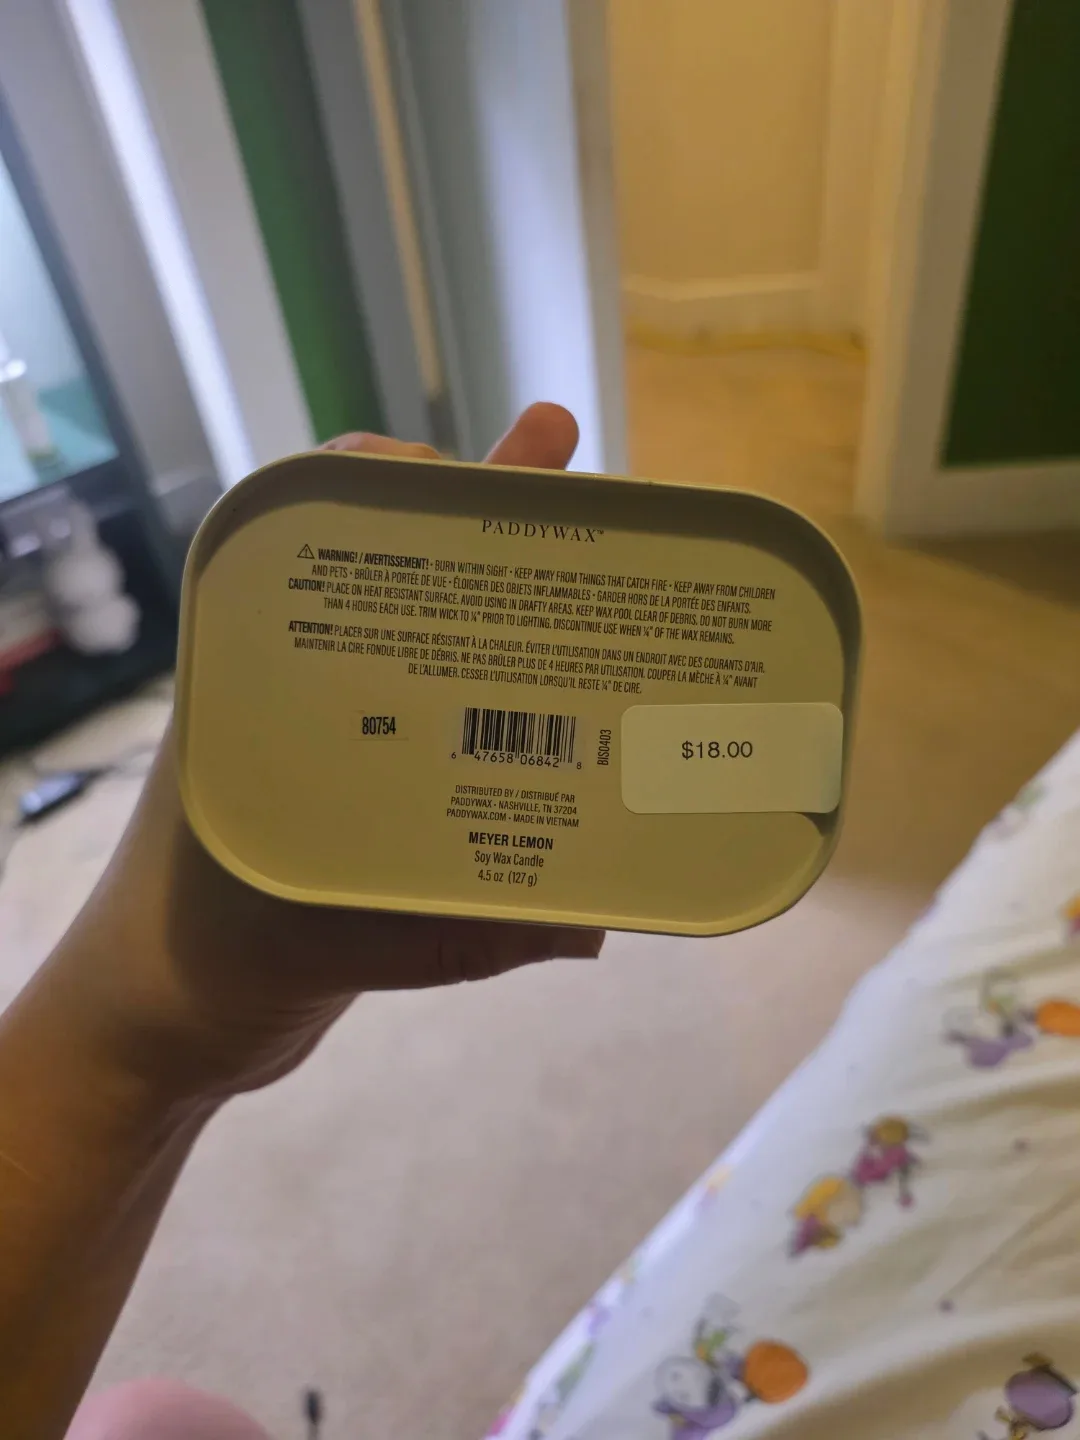 PADDYWAX™
⚠ WARNING! / AVERTISSEMENT! • BURN WITHIN SIGHT • KEEP AWAY FROM THINGS THAT CATCH FIRE • KEEP AWAY FROM CHILDREN
AND PETS • BRÛLER À PORTÉE DE VUE • ÉLOIGNER DES OBJETS INFLAMMABLES • GARDER HORS DE LA PORTÉE DES ENFANTS.
CAUTION! PLACE ON HEAT RESISTANT SURFACE. AVOID USING IN DRAFTY AREAS. KEEP WAX POOL CLEAR OF DEBRIS. DO NOT BURN MORE
THAN 4 HOURS EACH USE. TRIM WICK TO ¼" PRIOR TO LIGHTING. DISCONTINUE USE WHEN ¼" OF THE WAX REMAINS.
ATTENTION! PLACER SUR UNE SURFACE RÉSISTANT À LA CHALEUR. ÉVITER L'UTILISATION DANS UN ENDROIT AVEC DES COURANTS D'AIR.
MAINTENIR LA CIRE FONDUE LIBRE DE DÉBRIS. NE PAS BRÛLER PLUS DE 4 HEURES PAR UTILISATION. COUPER LA MÈCHE À ¼" AVANT
DE L'ALLUMER. CESSER L'UTILISATION LORSQU'IL RESTE ¼" DE CIRE.
80754
6 47658 06842 8
BIS0403
$18.00
DISTRIBUTED BY / DISTRIBUÉ PAR
PADDYWAX • NASHVILLE, TN 37204
PADDYWAX.COM • MADE IN VIETNAM
MEYER LEMON
Soy Wax Candle
4.5 oz (127 g)